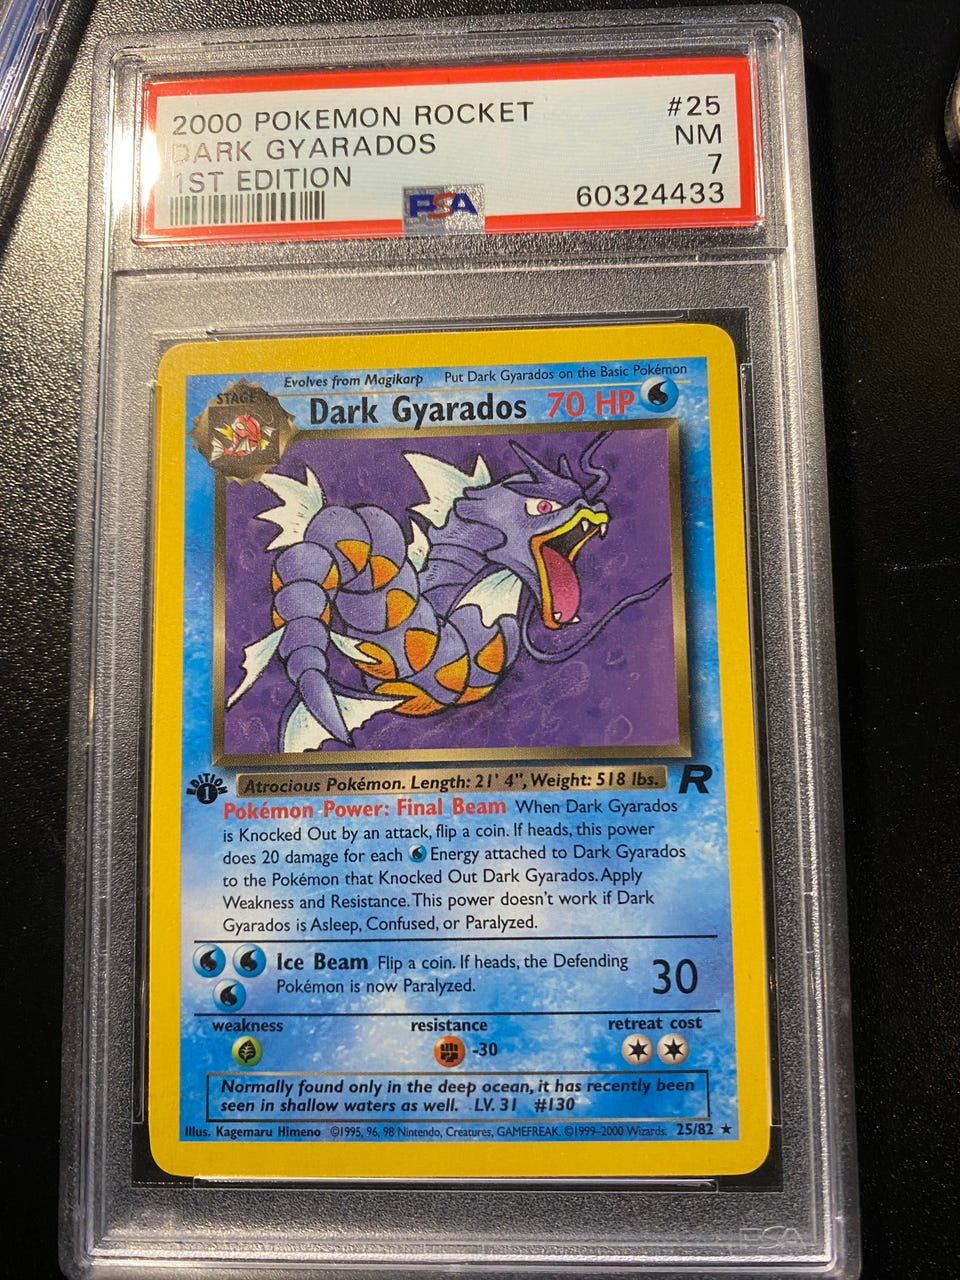 2000 POKEMON ROCKET #25
DARK GYARADOS NM
1ST EDITION 7
60324433
PSA
Evolves from Magikarp Put Dark Gyarados on the Basic Pokémon
STAGE
Dark Gyarados 70 HP
EDITION
1
Atrocious Pokémon. Length: 21' 4", Weight: 518 lbs. R
Pokémon Power: Final Beam When Dark Gyarados
is Knocked Out by an attack, flip a coin. If heads, this power
does 20 damage for each Energy attached to Dark Gyarados
to the Pokémon that Knocked Out Dark Gyarados. Apply
Weakness and Resistance. This power doesn't work if Dark
Gyarados is Asleep, Confused, or Paralyzed.
Ice Beam Flip a coin. If heads, the Defending
Pokémon is now Paralyzed.
30
weakness resistance retreat cost
-30
Normally found only in the deep ocean, it has recently been
seen in shallow waters as well. LV. 31 #130
Illus. Kagemaru Himeno ©1995, 96, 98 Nintendo, Creatures, GAMEFREAK. ©1999-2000 Wizards. 25/82 ★
PSA